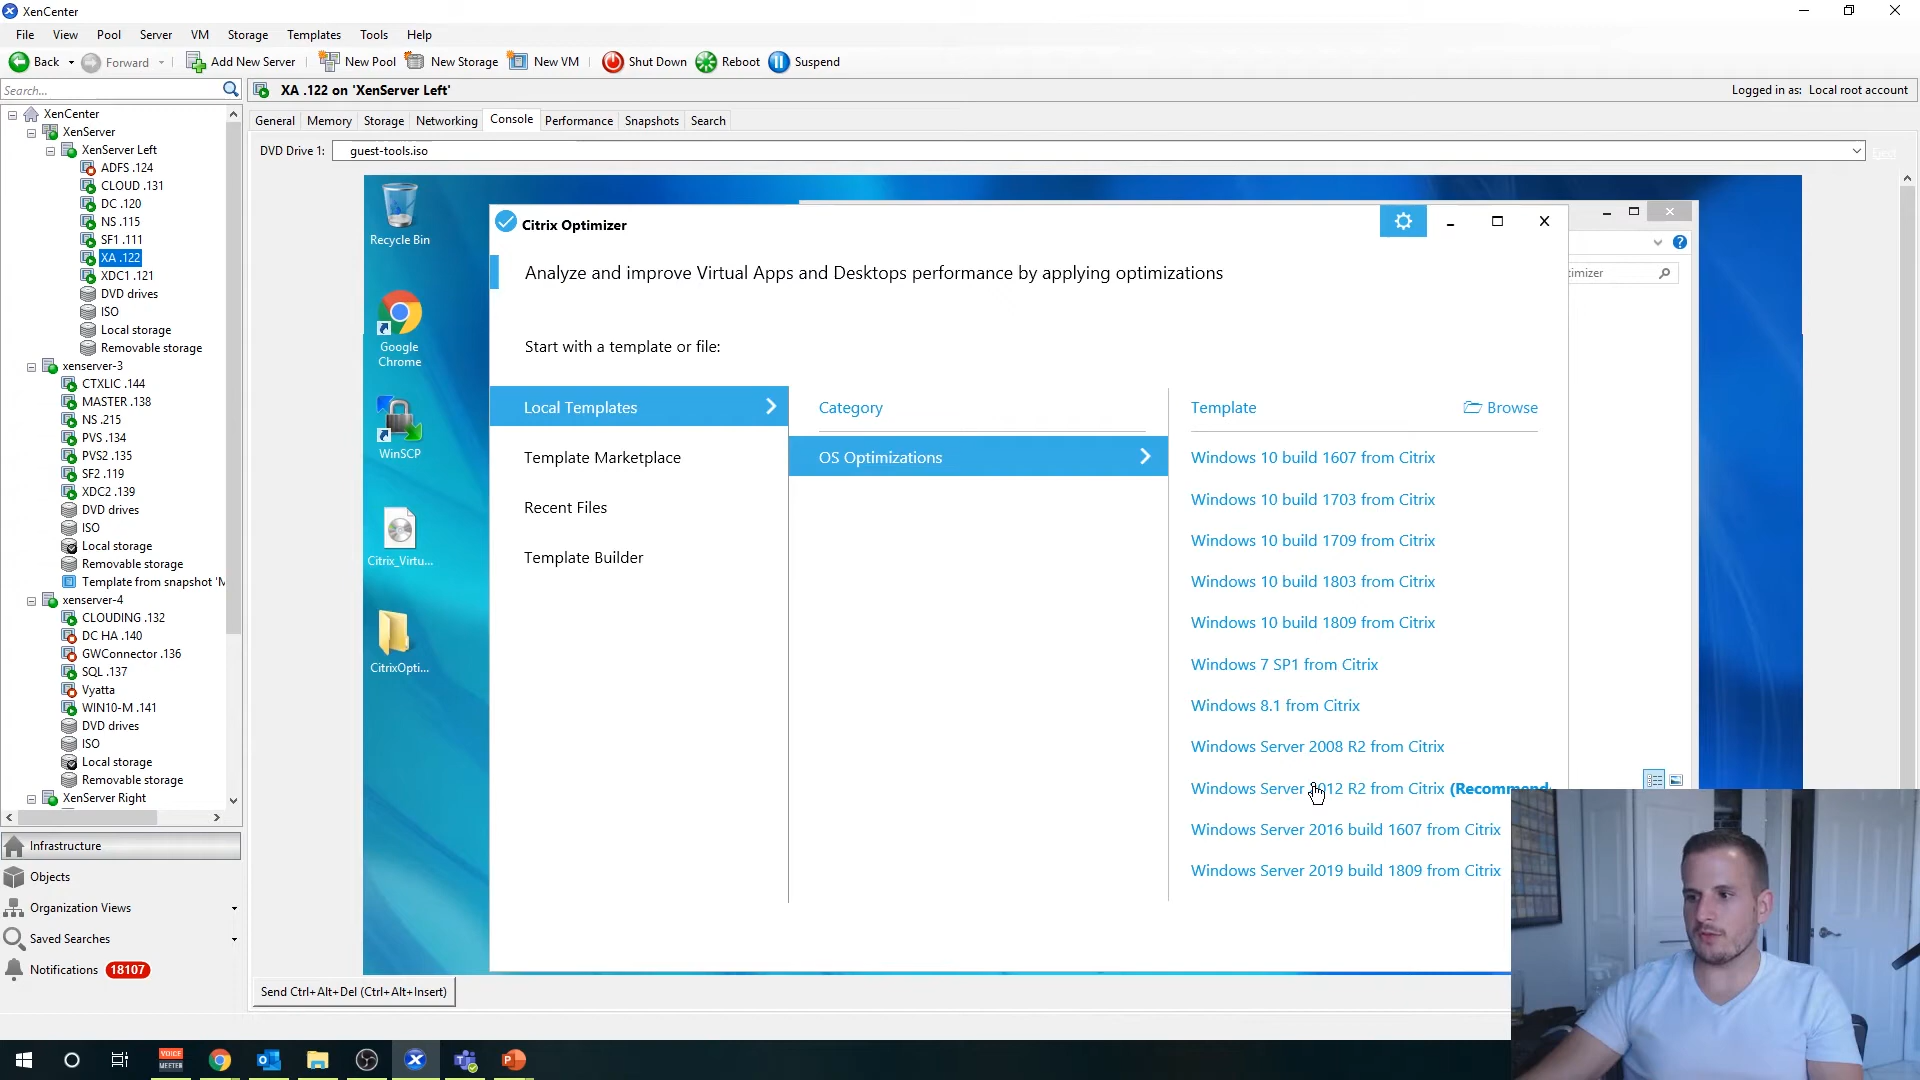 XenCenter
File View Pool Server VM Storage Templates Tools Help
Back Forward Add New Server New Pool New Storage New VM Shut Down Reboot Suspend
Search...
XA .122 on 'XenServer Left'
Logged in as: Local root account
General Memory Storage Networking Console Performance Snapshots Search
DVD Drive 1: guest-tools.iso
Eject
XenCenter
XenServer
XenServer Left
ADFS .124
CLOUD .131
DC .120
NS .115
SF1 .111
XA .122
XDC1 .121
DVD drives
ISO
Local storage
Removable storage
xenserver-3
CTXLIC .144
MASTER .138
NS .215
PVS .134
PVS2 .135
SF2 .119
XDC2 .139
DVD drives
ISO
Local storage
Removable storage
Template from snapshot 'M
xenserver-4
CLOUDING .132
DC HA .140
GWConnector .136
SQL .137
Vyatta
WIN10-M .141
DVD drives
ISO
Local storage
Removable storage
XenServer Right
Infrastructure
Objects
Organization Views
Saved Searches
Notifications 18107
Recycle Bin
Google
Chrome
WinSCP
Citrix_Virtu...
CitrixOpti...
Citrix Optimizer
Analyze and improve Virtual Apps and Desktops performance by applying optimizations
Start with a template or file:
Local Templates
Template Marketplace
Recent Files
Template Builder
Category
OS Optimizations
Template Browse
Windows 10 build 1607 from Citrix
Windows 10 build 1703 from Citrix
Windows 10 build 1709 from Citrix
Windows 10 build 1803 from Citrix
Windows 10 build 1809 from Citrix
Windows 7 SP1 from Citrix
Windows 8.1 from Citrix
Windows Server 2008 R2 from Citrix
Windows Server 2012 R2 from Citrix (Recommend
Windows Server 2016 build 1607 from Citrix
Windows Server 2019 build 1809 from Citrix
timizer
Send Ctrl+Alt+Del (Ctrl+Alt+Insert)
VOICE
MEETER